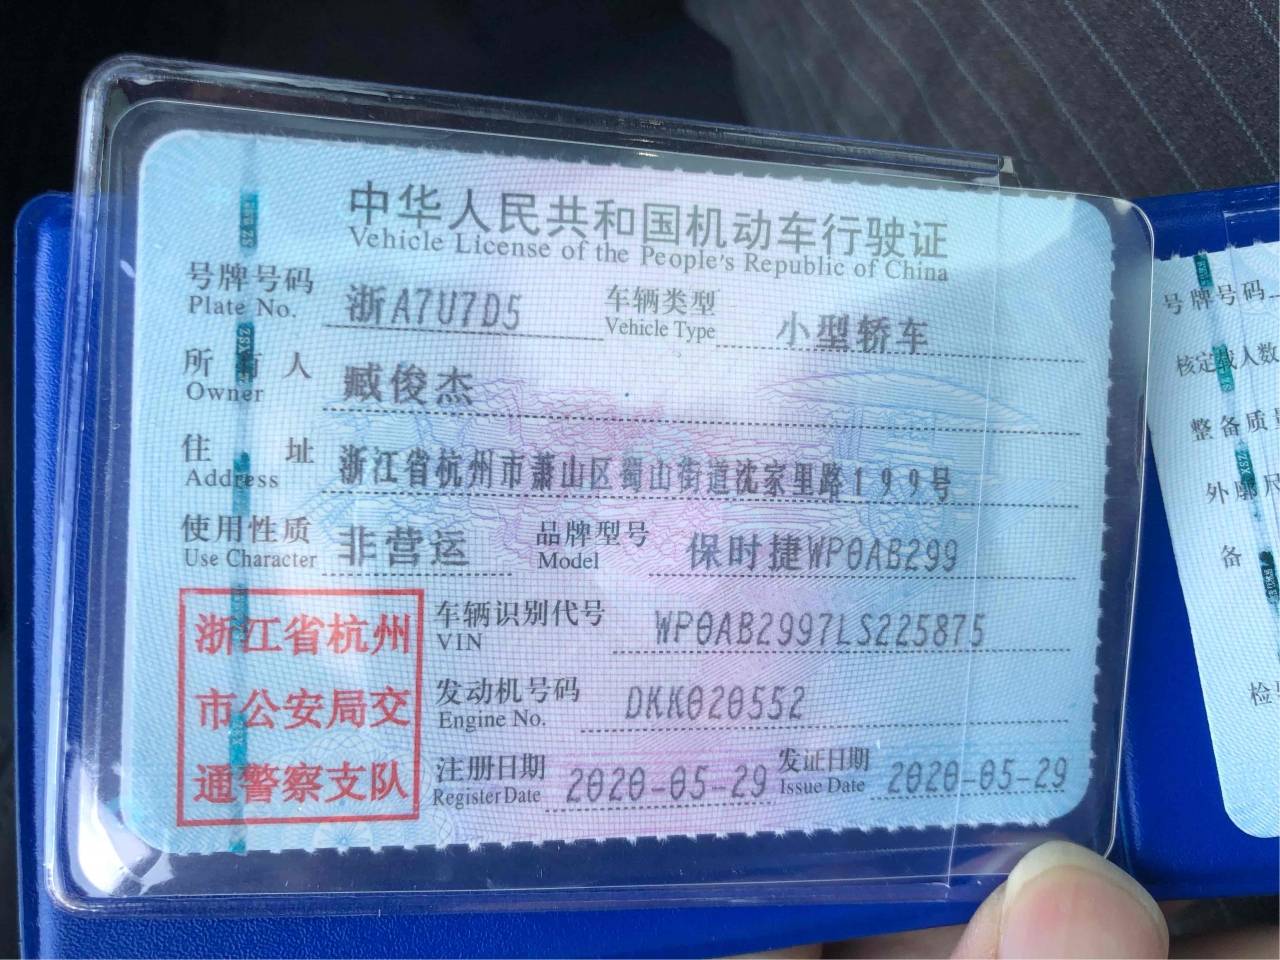 中华人民共和国机动车行驶证
Vehicle License of the People's Republic of China
号牌号码 浙A7U7D5 车辆类型 小型轿车
Plate No. Vehicle Type
所有人 臧俊杰
Owner
住址 浙江省杭州市萧山区蜀山街道沈家里路199号
Address
使用性质 非营运 品牌型号 保时捷WP0AB299
Use Character Model
浙江省杭州
市公安局交
通警察支队
车辆识别代号 WP0AB2997LS225875
VIN
发动机号码 DKK020552
Engine No.
注册日期 2020-05-29 发证日期 2020-05-29
Register Date Issue Date
号牌号码
核定载人数
整备质量
外廓尺
备
检